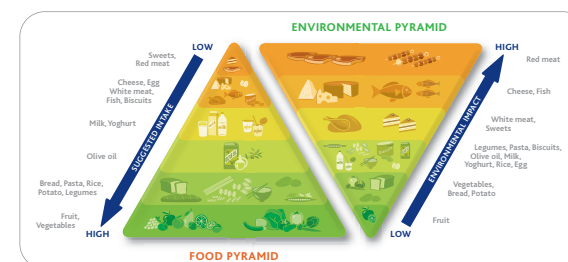 ENVIRONMENTAL PYRAMID
LOW
Sweets,
Red meat
Cheese, Egg
White meat,
Fish, Biscuits
Milk, Yoghurt
Olive oil
Bread, Pasta, Rice,
Potato, Legumes
Fruit,
Vegetables
HIGH
SUGGESTED INTAKE
FOOD PYRAMID
HIGH
Red meat
Cheese, Fish
White meat,
Sweets
Legumes, Pasta, Biscuits,
Olive oil, Milk,
Yoghurt, Rice, Egg
Vegetables,
Bread, Potato
Fruit
LOW
ENVIRONMENTAL IMPACT